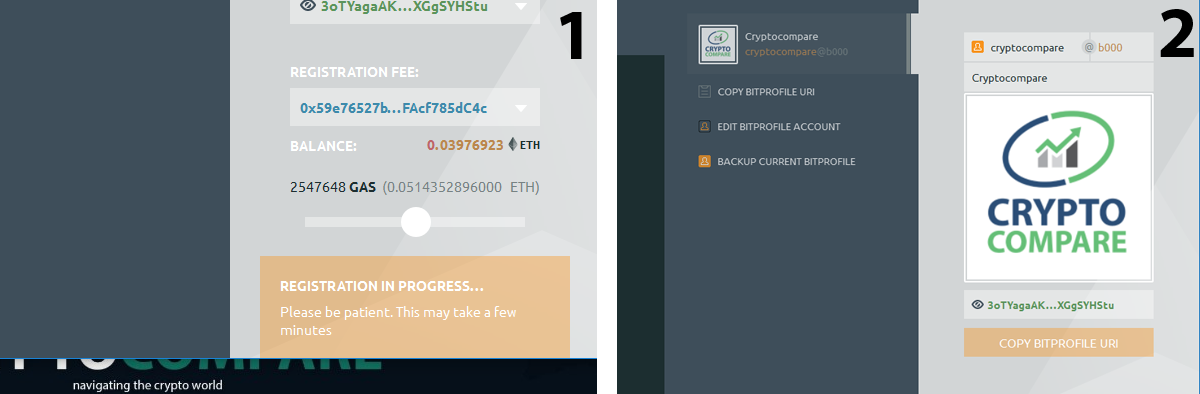 3oTYagaAK...XGgSYHStu
1
REGISTRATION FEE:
0x59e76527b...FAcf785dC4c
BALANCE: 0.03976923 ETH
2547648 GAS (0.0514352896000 ETH)
REGISTRATION IN PROGRESS...
Please be patient. This may take a few
minutes
COMPARE
navigating the crypto world
2
CRYPTO
COMPARE
Cryptocompare
cryptocompare@b000
COPY BITPROFILE URI
EDIT BITPROFILE ACCOUNT
BACKUP CURRENT BITPROFILE
cryptocompare @ b000
Cryptocompare
CRYPTO
COMPARE
3oTYagaAK...XGgSYHStu
COPY BITPROFILE URI